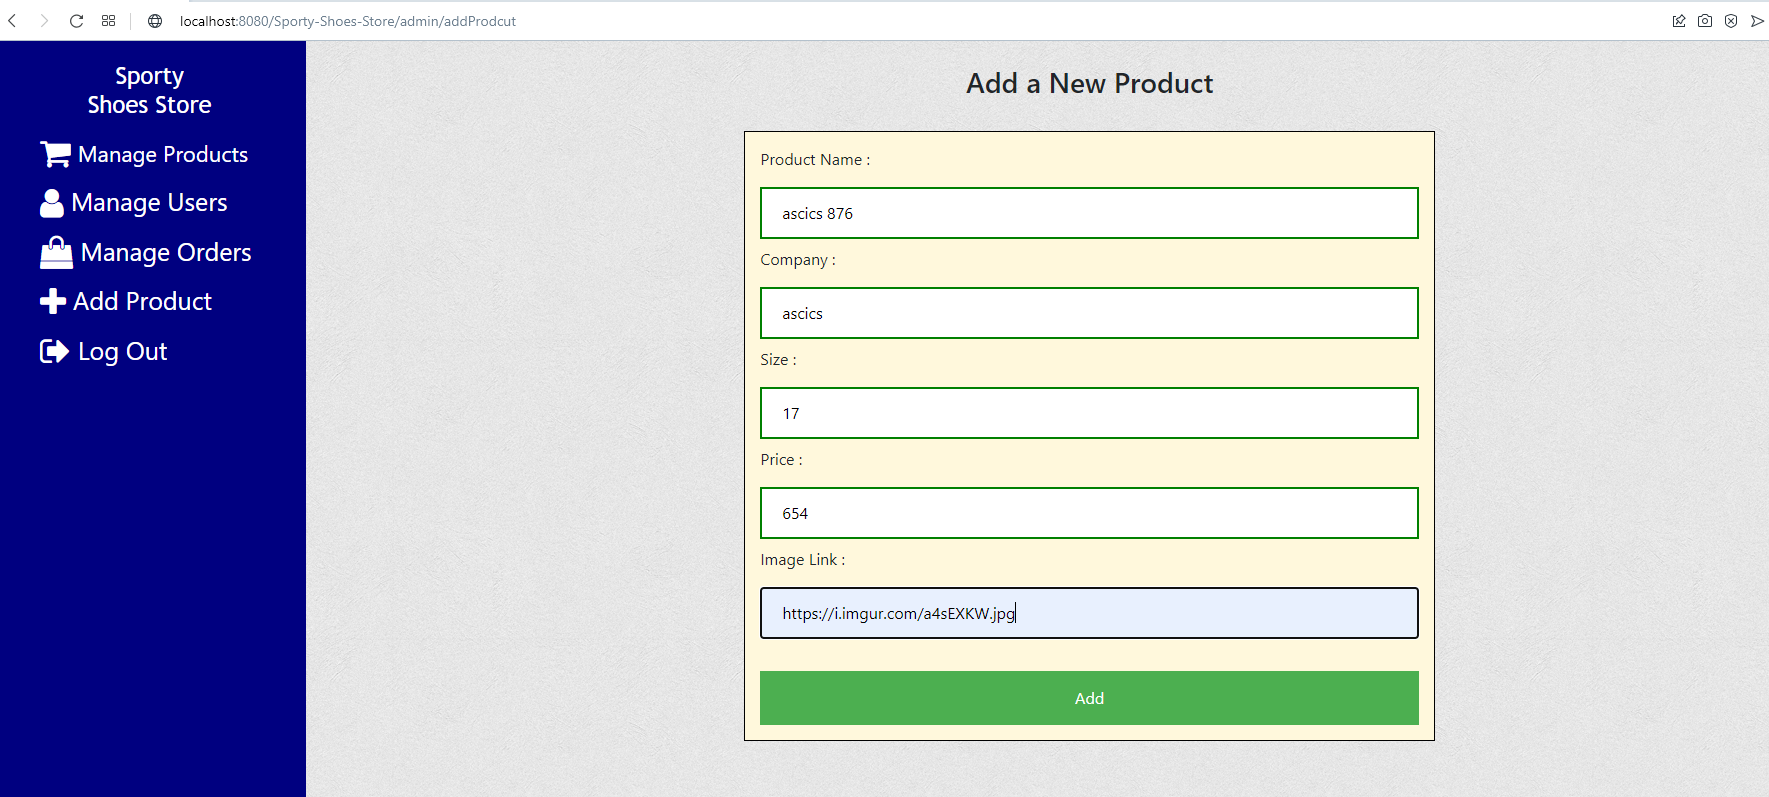 localhost:8080/Sporty-Shoes-Store/admin/addProdcut
Sporty
Shoes Store
Manage Products
Manage Users
Manage Orders
Add Product
Log Out
Add a New Product
Product Name :
ascics 876
Company :
ascics
Size :
17
Price :
654
Image Link :
https://i.imgur.com/a4sEXKW.jpg
Add